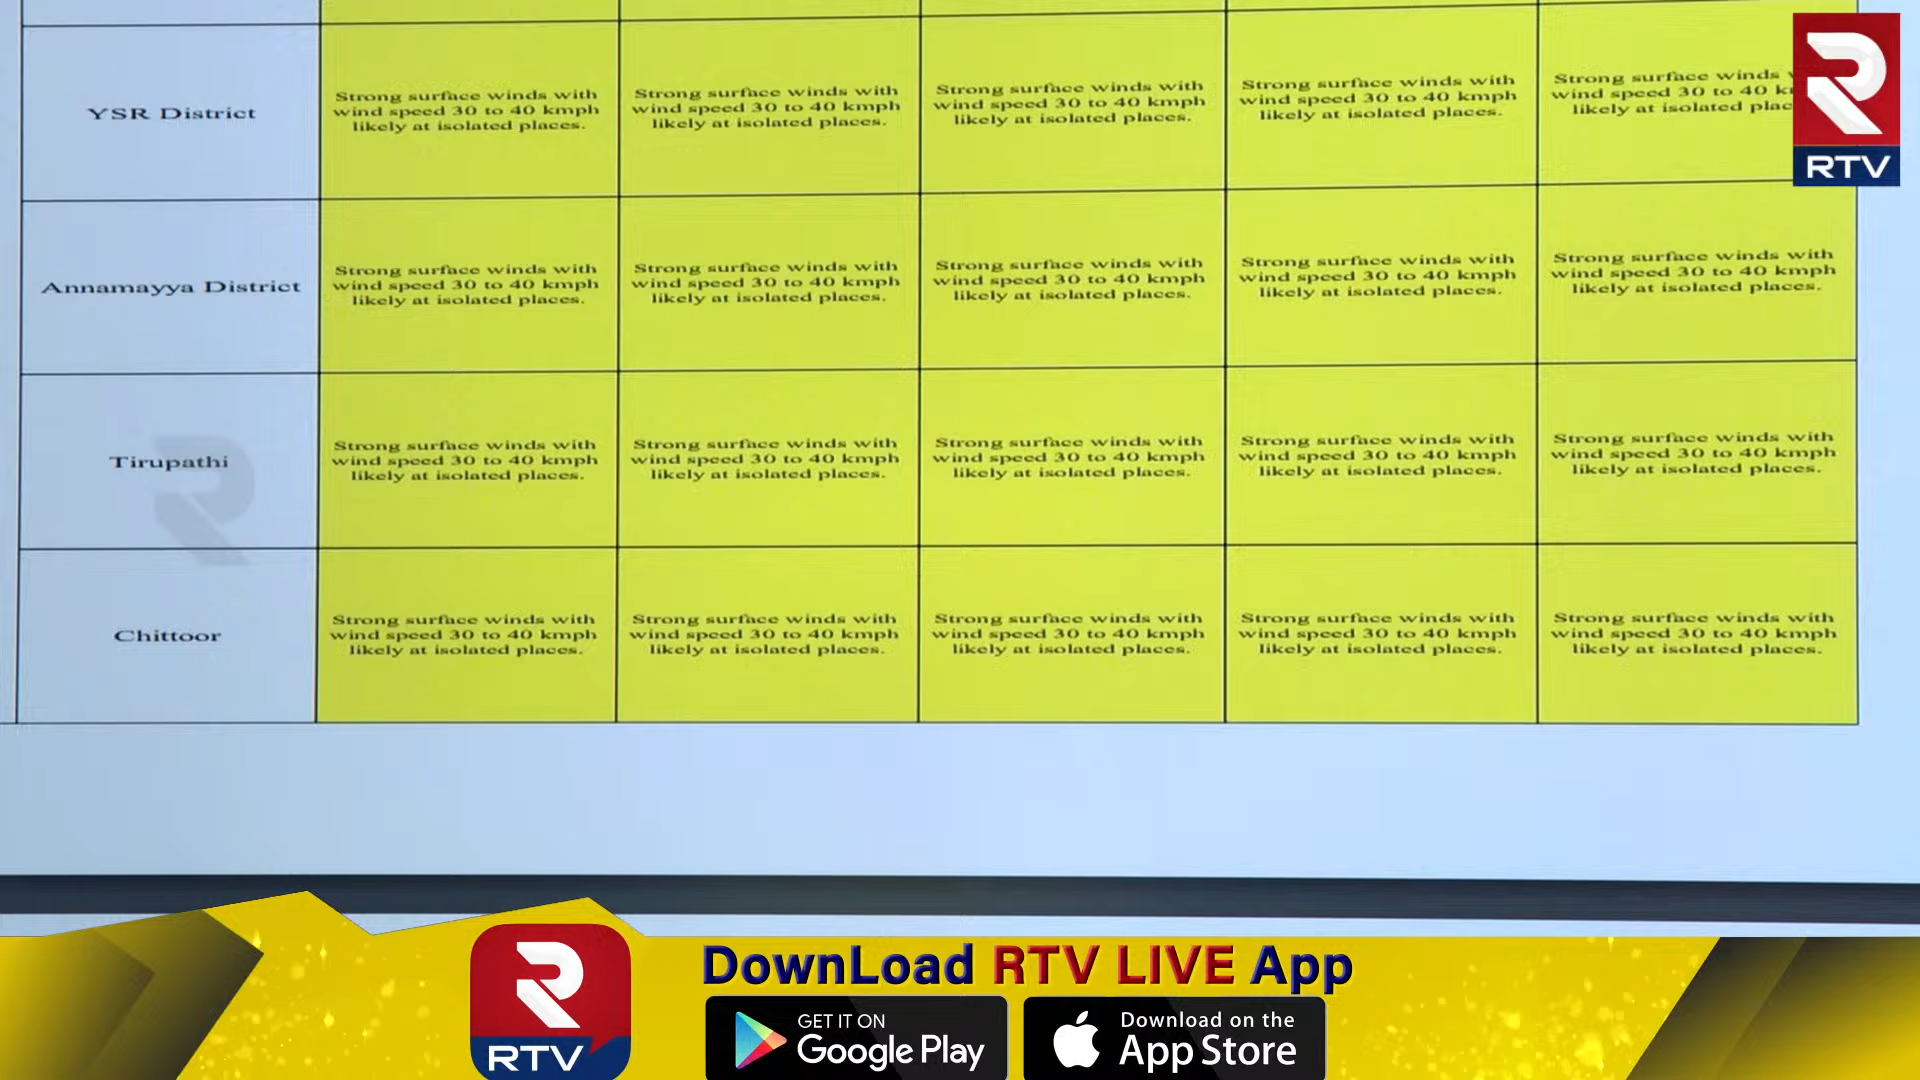 YSR District
Strong surface winds with
wind speed 30 to 40 kmph
likely at isolated places.
Strong surface winds with
wind speed 30 to 40 kmph
likely at isolated places.
Strong surface winds with
wind speed 30 to 40 kmph
likely at isolated places.
Strong surface winds with
wind speed 30 to 40 kmph
likely at isolated places.
Strong surface winds
wind speed 30 to 40
likely at isolated
RTV
Annamayya District
Strong surface winds with
wind speed 30 to 40 kmph
likely at isolated places.
Strong surface winds with
wind speed 30 to 40 kmph
likely at isolated places.
Strong surface winds with
wind speed 30 to 40 kmph
likely at isolated places.
Strong surface winds with
wind speed 30 to 40 kmph
likely at isolated places.
Strong surface winds with
wind speed 30 to 40 kmph
likely at isolated places.
Tirupathi
Strong surface winds with
wind speed 30 to 40 kmph
likely at isolated places.
Strong surface winds with
wind speed 30 to 40 kmph
likely at isolated places.
Strong surface winds with
wind speed 30 to 40 kmph
likely at isolated places.
Strong surface winds with
wind speed 30 to 40 kmph
likely at isolated places.
Strong surface winds with
wind speed 30 to 40 kmph
likely at isolated places.
Chittoor
Strong surface winds with
wind speed 30 to 40 kmph
likely at isolated places.
Strong surface winds with
wind speed 30 to 40 kmph
likely at isolated places.
Strong surface winds with
wind speed 30 to 40 kmph
likely at isolated places.
Strong surface winds with
wind speed 30 to 40 kmph
likely at isolated places.
Strong surface winds with
wind speed 30 to 40 kmph
likely at isolated places.
RTV
DownLoad RTV LIVE App
GET IT ON
Google Play
Download on the
App Store